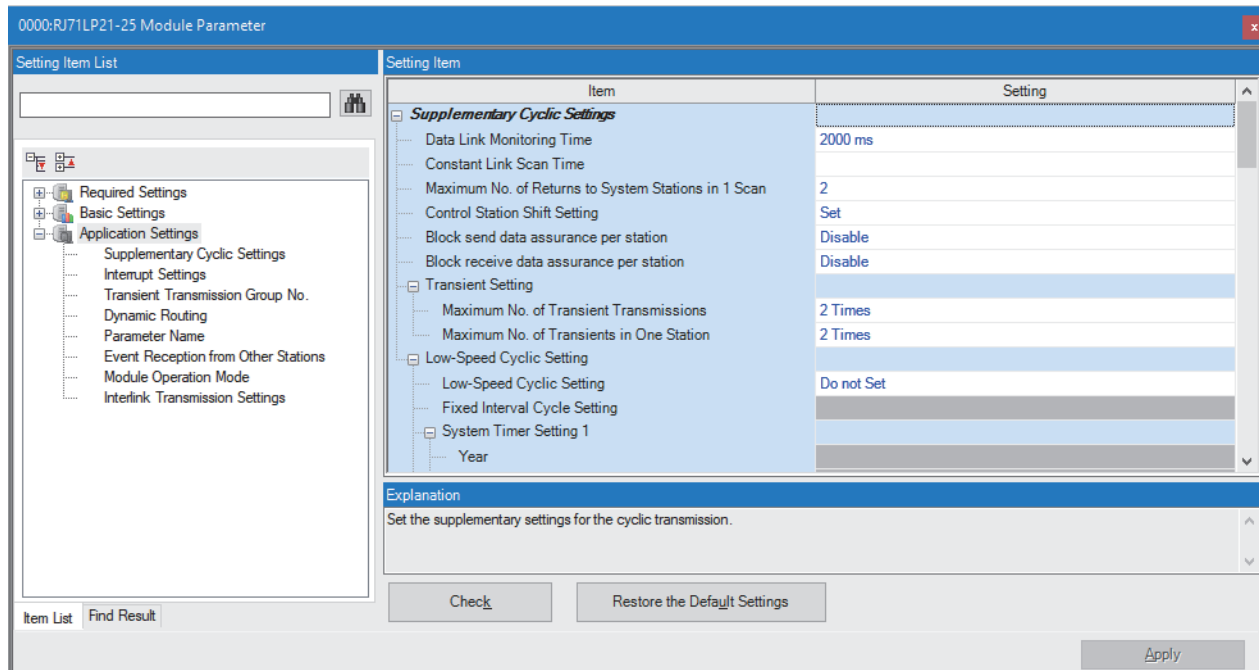 0000:RJ71LP21-25 Module Parameter
x
Setting Item List
Required Settings
Basic Settings
Application Settings
Supplementary Cyclic Settings
Interrupt Settings
Transient Transmission Group No.
Dynamic Routing
Parameter Name
Event Reception from Other Stations
Module Operation Mode
Interlink Transmission Settings
Item List Find Result
Setting Item
Item Setting
Supplementary Cyclic Settings
Data Link Monitoring Time 2000 ms
Constant Link Scan Time
Maximum No. of Returns to System Stations in 1 Scan 2
Control Station Shift Setting Set
Block send data assurance per station Disable
Block receive data assurance per station Disable
Transient Setting
Maximum No. of Transient Transmissions 2 Times
Maximum No. of Transients in One Station 2 Times
Low-Speed Cyclic Setting
Low-Speed Cyclic Setting Do not Set
Fixed Interval Cycle Setting
System Timer Setting 1
Year
Explanation
Set the supplementary settings for the cyclic transmission.
Check Restore the Default Settings
Apply